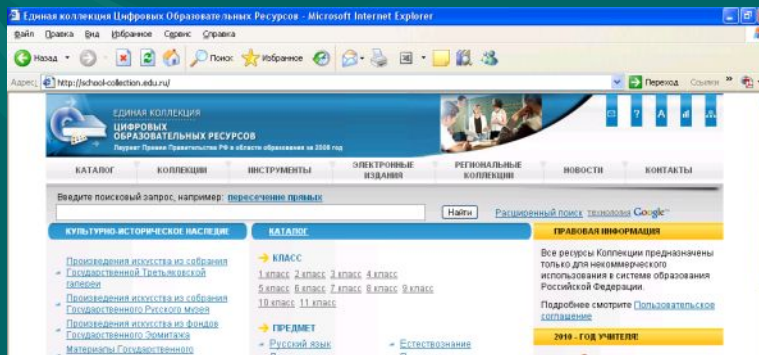 Единая коллекция Цифровых Образовательных Ресурсов - Microsoft Internet Explorer
Файл Правка Вид Избранное Сервис Справка
Назад Поиск Избранное
Адрес: http://school-collection.edu.ru/ Переход Ссылки »
ЕДИНАЯ КОЛЛЕКЦИЯ
ЦИФРОВЫХ
ОБРАЗОВАТЕЛЬНЫХ РЕСУРСОВ
Лауреат Премии Правительства РФ в области образования за 2008 год
? A
КАТАЛОГ КОЛЛЕКЦИИ ИНСТРУМЕНТЫ ЭЛЕКТРОННЫЕ ИЗДАНИЯ РЕГИОНАЛЬНЫЕ КОЛЛЕКЦИИ НОВОСТИ КОНТАКТЫ
Введите поисковый запрос, например: пересечение прямых
Найти Расширенный поиск технология Google
КУЛЬТУРНО-ИСТОРИЧЕСКОЕ НАСЛЕДИЕ
Произведения искусства из собрания
Государственной Третьяковской
галереи
Произведения искусства из собрания
Государственного Русского музея
Произведения искусства из фондов
Государственного Эрмитажа
Материалы Государственного
КАТАЛОГ
КЛАСС
1 класс 2 класс 3 класс 4 класс
5 класс 6 класс 7 класс 8 класс 9 класс
10 класс 11 класс
ПРЕДМЕТ
Русский язык Естествознание
ПРАВОВАЯ ИНФОРМАЦИЯ
Все ресурсы Коллекции предназначены
только для некоммерческого
использования в системе образования
Российской Федерации.
Подробнее смотрите Пользовательское
соглашение
2010 - ГОД УЧИТЕЛЯ!